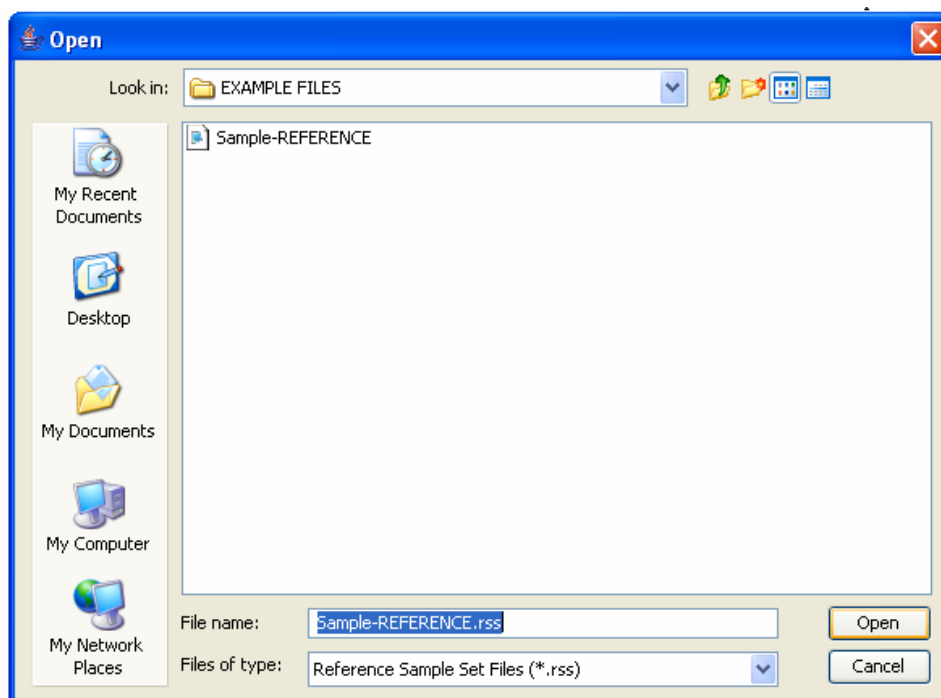 Open
Look in:
EXAMPLE FILES
Sample-REFERENCE
My Recent
Documents
Desktop
My Documents
My Computer
My Network
Places
File name:
Sample-REFERENCE.rss
Open
Files of type:
Reference Sample Set Files (*.rss)
Cancel